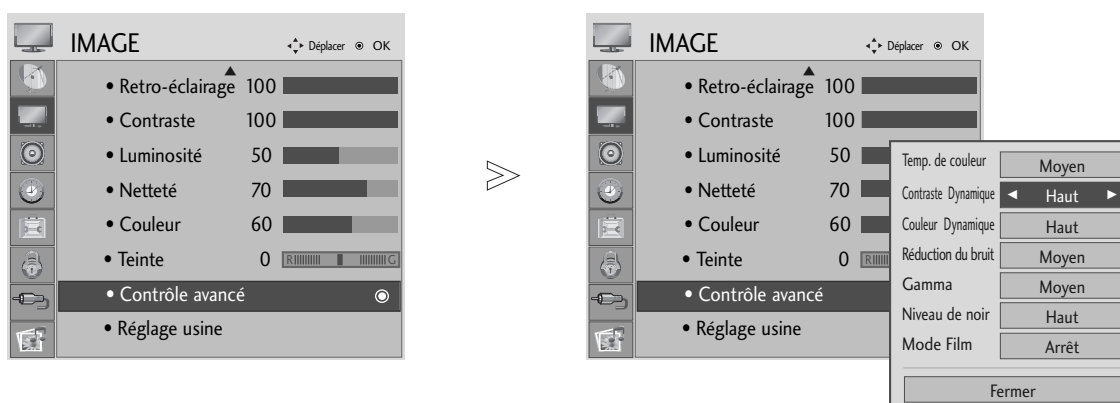 IMAGE Déplacer OK
• Retro-éclairage 100
• Contraste 100
• Luminosité 50
• Netteté 70
• Couleur 60
• Teinte 0 R G
• Contrôle avancé
• Réglage usine
IMAGE Déplacer OK
• Retro-éclairage 100
• Contraste 100
• Luminosité 50
• Netteté 70
• Couleur 60
• Teinte 0 R
• Contrôle avancé
• Réglage usine
Temp. de couleur Moyen
Contraste Dynamique ◄ Haut ►
Couleur Dynamique Haut
Réduction du bruit Moyen
Gamma Moyen
Niveau de noir Haut
Mode Film Arrêt
Fermer